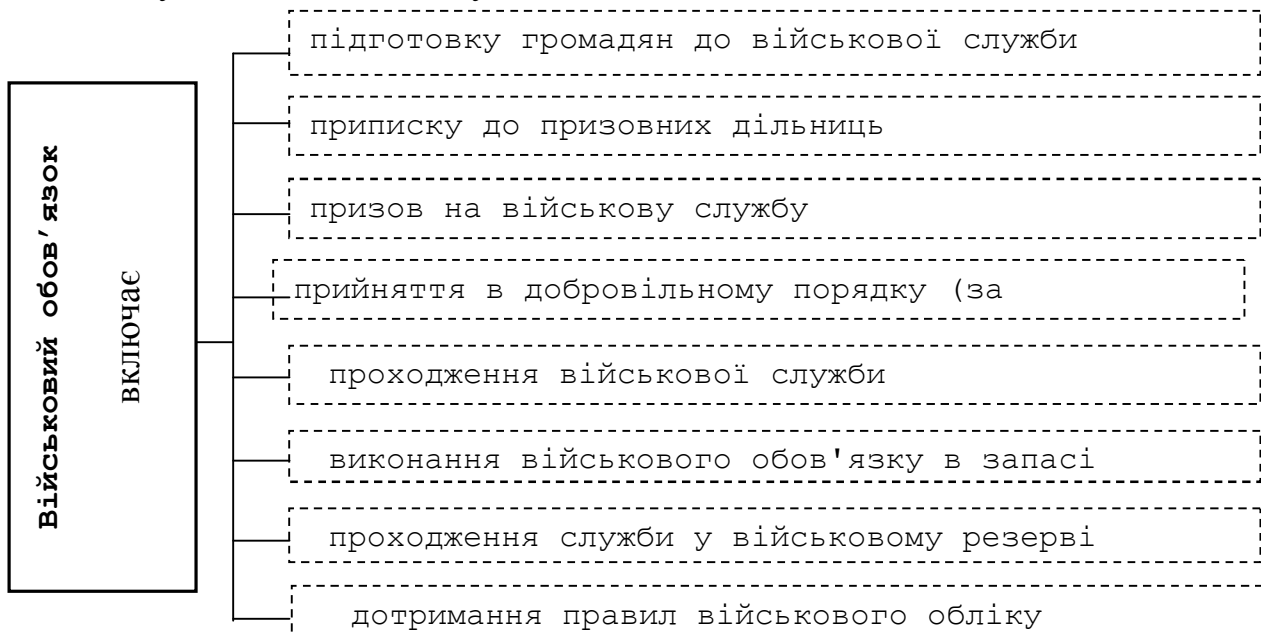 Військовий обов'язок
включає
підготовку громадян до військової служби
приписку до призовних дільниць
призов на військову службу
прийняття в добровільному порядку (за
проходження військової служби
виконання військового обов'язку в запасі
проходження служби у військовому резерві
дотримання правил військового обліку